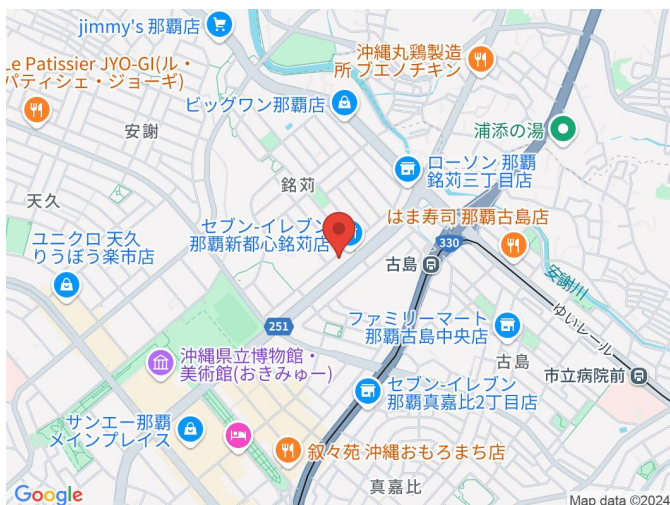 jimmy's 那覇店
Le Patissier JYO-GI(ル・
パティシェ・ジョーギ)
沖縄丸鶏製造
所 ブエノチキン
ビッグワン那覇店
安謝
浦添の湯
ローソン 那覇
銘苅三丁目店
銘苅
天久
セブン-イレブン
那覇新都心銘苅店
はま寿司 那覇古島店
ユニクロ 天久
りうぼう楽市店
330
古島
安謝川
ゆいレール
251
ファミリーマート
那覇古島中央店
古島
沖縄県立博物館・
美術館(おきみゅー)
市立病院前
セブン-イレブン
那覇真嘉比2丁目店
サンエー那覇
メインプレイス
叙々苑 沖縄おもろまち店
真嘉比
Google
Map data ©2024